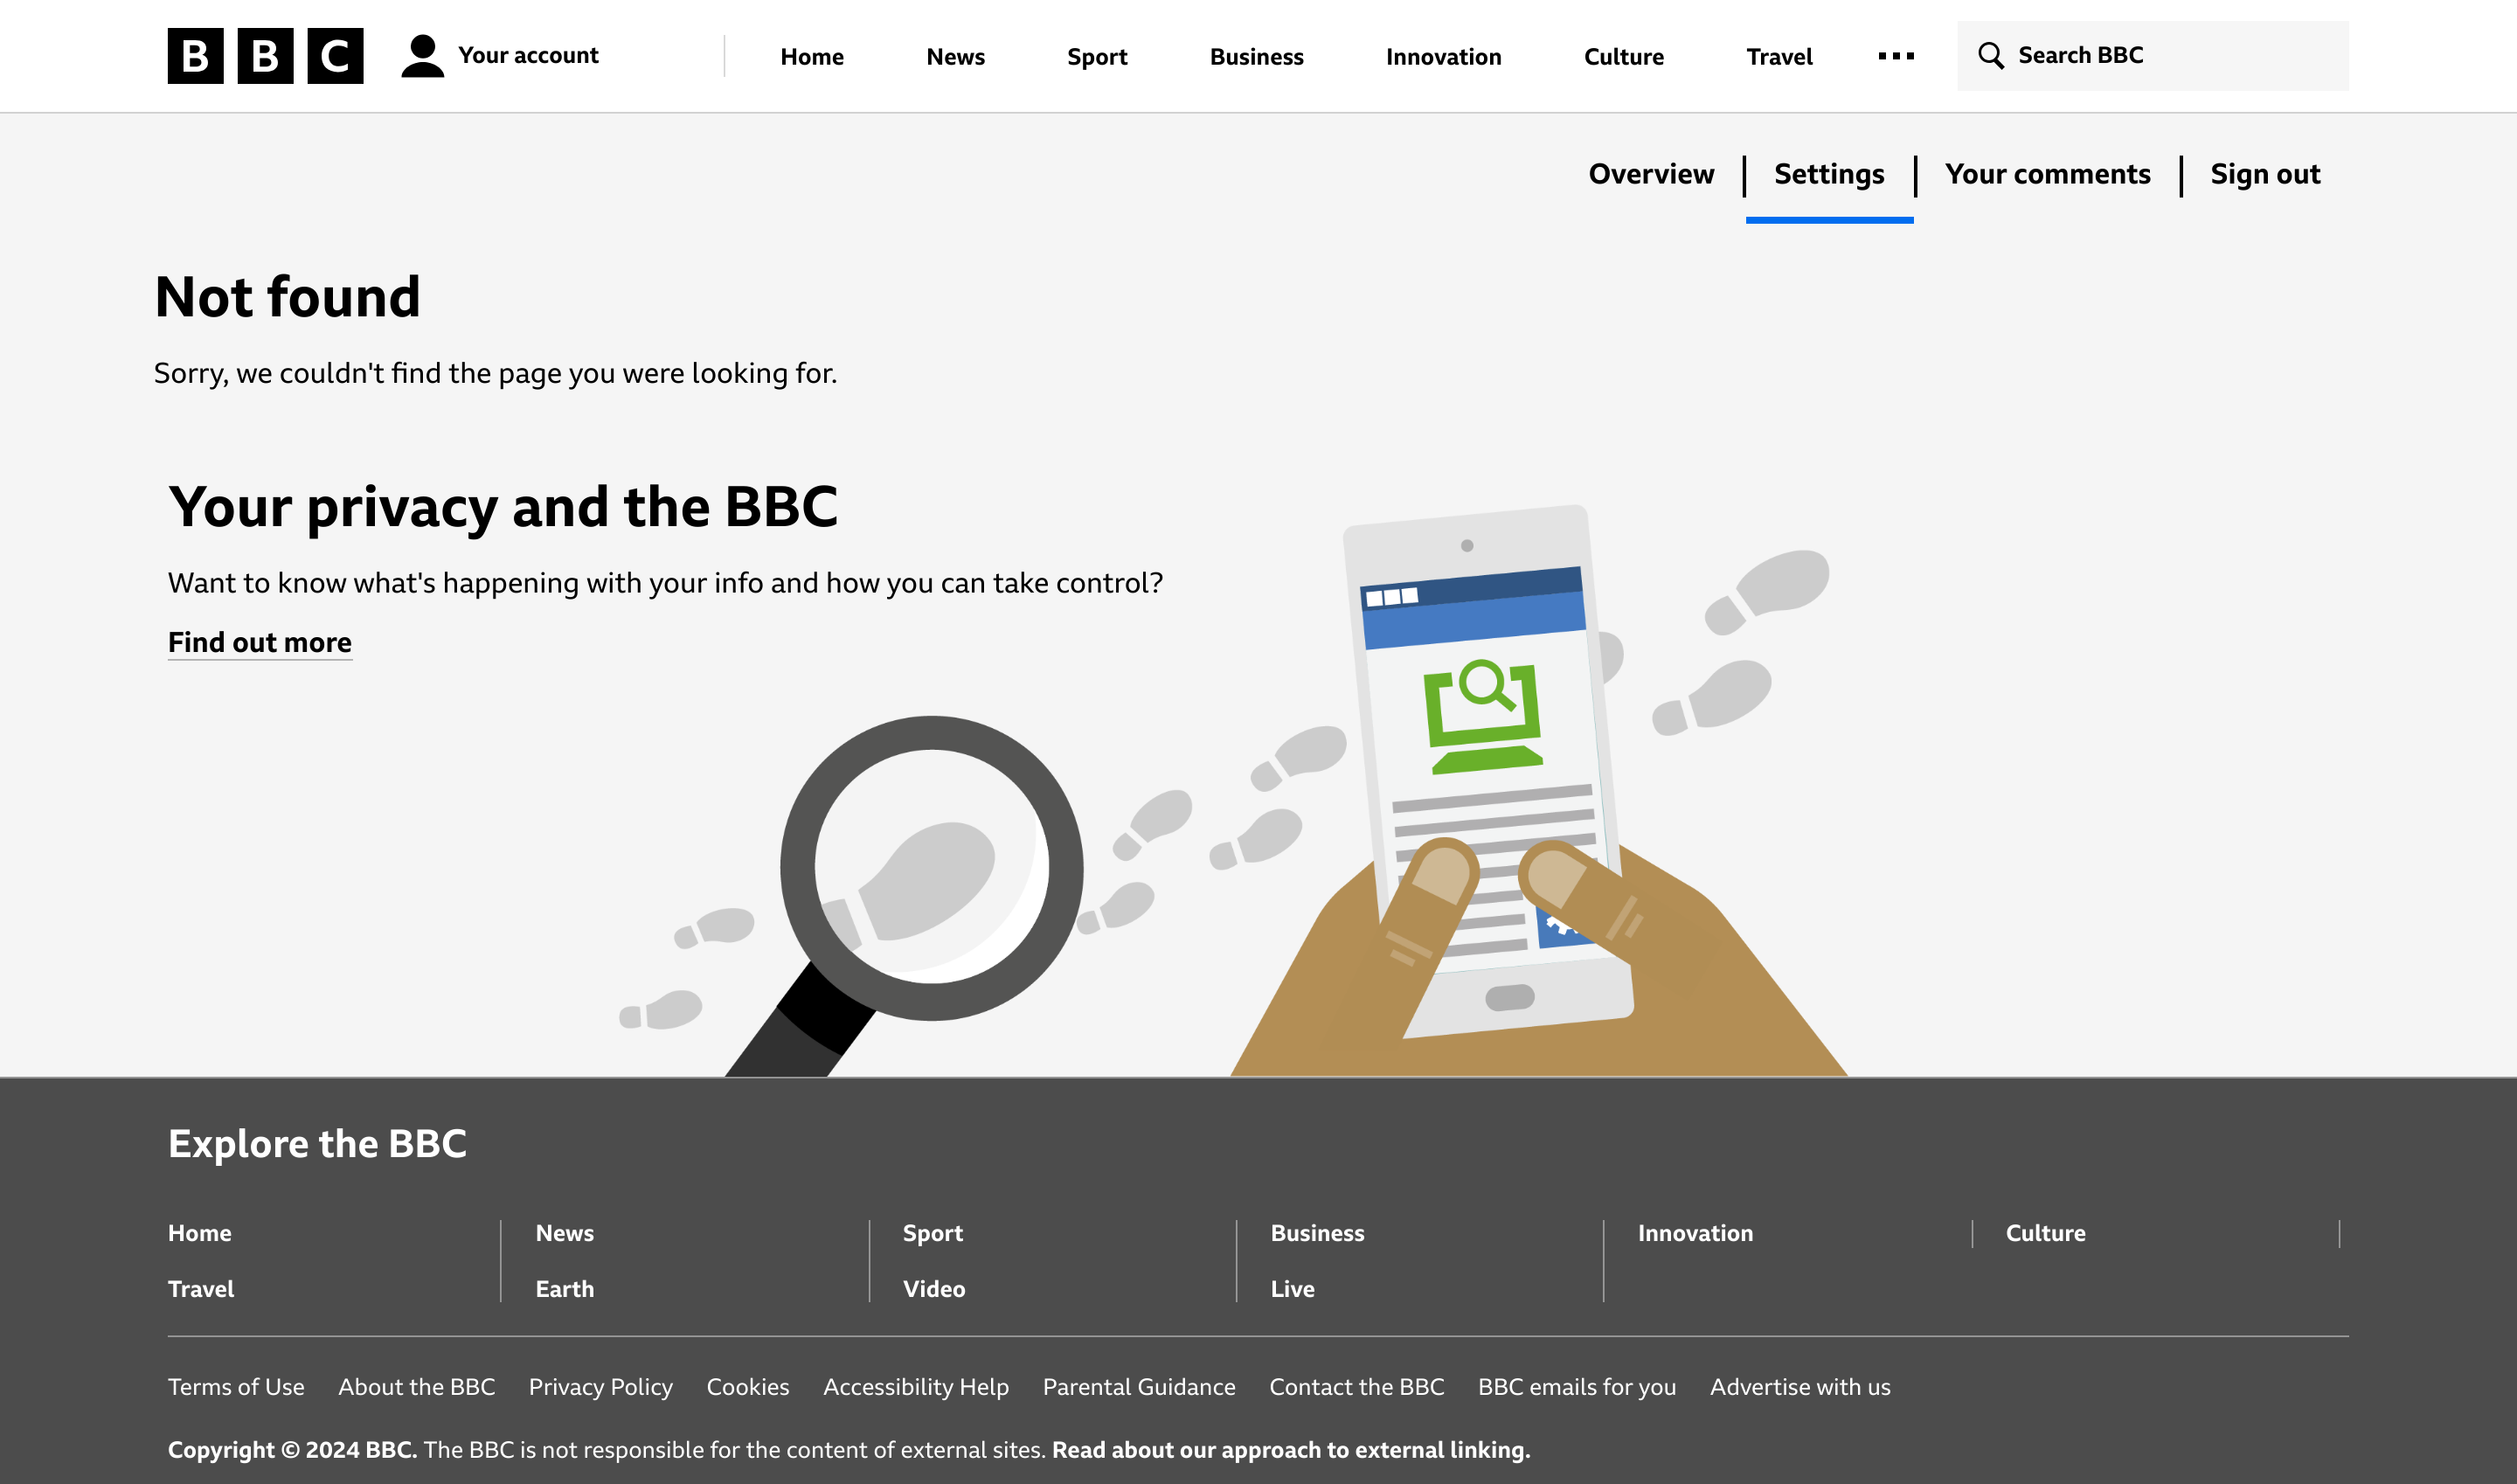 BBC
Your account
Home
News
Sport
Business
Innovation
Culture
Travel
Search BBC
Overview
Settings
Your comments
Sign out
Not found
Sorry, we couldn't find the page you were looking for.
Your privacy and the BBC
Want to know what's happening with your info and how you can take control?
Find out more
Explore the BBC
Home
News
Sport
Business
Innovation
Culture
Travel
Earth
Video
Live
Terms of Use
About the BBC
Privacy Policy
Cookies
Accessibility Help
Parental Guidance
Contact the BBC
BBC emails for you
Advertise with us
Copyright © 2024 BBC. The BBC is not responsible for the content of external sites. Read about our approach to external linking.